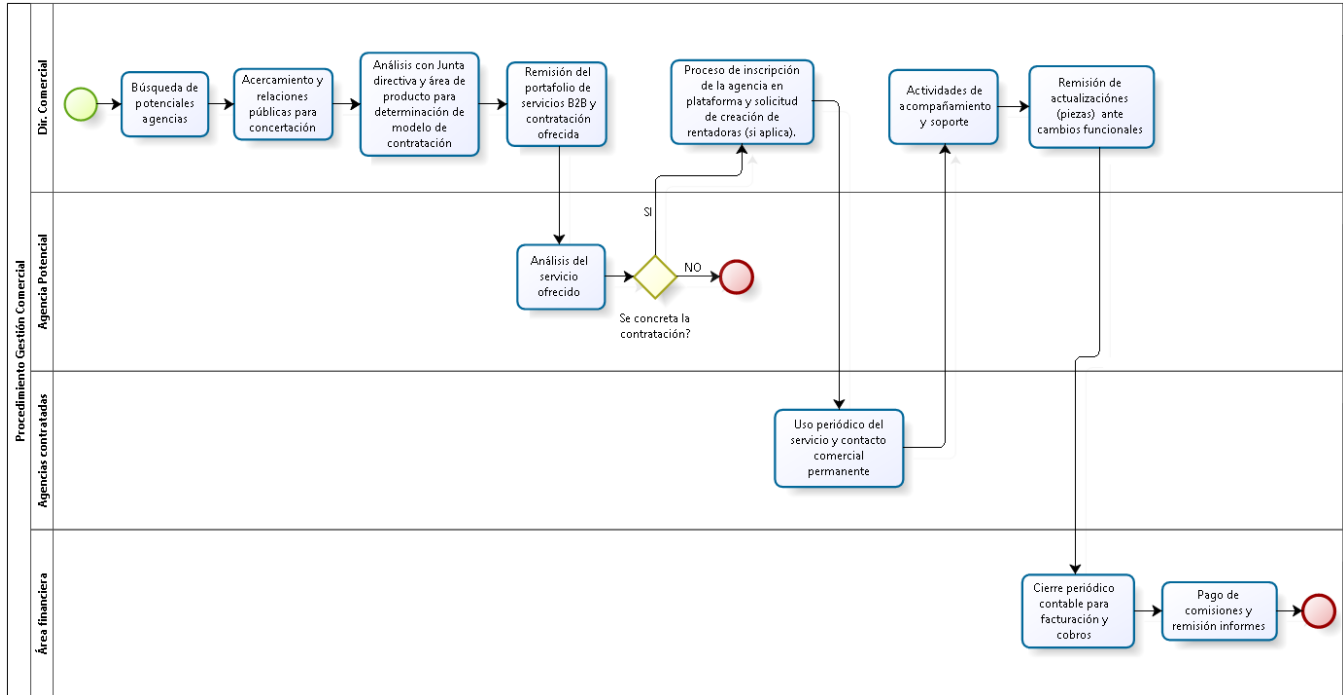 Procedimiento Gestión Comercial
Dir. Comercial
Búsqueda de
potenciales
agencias
Acercamiento y
relaciones
públicas para
concertación
Análisis con Junta
directiva y área de
producto para
determinación de
modelo de
contratación
Remisión del
portafolio de
servicios B2B y
contratación
ofrecida
Proceso de inscripción
de la agencia en
plataforma y solicitud
de creación de
rentadoras (si aplica).
Actividades de
acompañamiento
y soporte
Remisión de
actualizaciónes
(piezas) ante
cambios funcionales
Agencia Potencial
Análisis del
servicio
ofrecido
SI
NO
Se concreta la
contratación?
Agencias contratadas
Uso periódico del
servicio y contacto
comercial
permanente
Área financiera
Cierre periódico
contable para
facturación y
cobros
Pago de
comisiones y
remisión informes